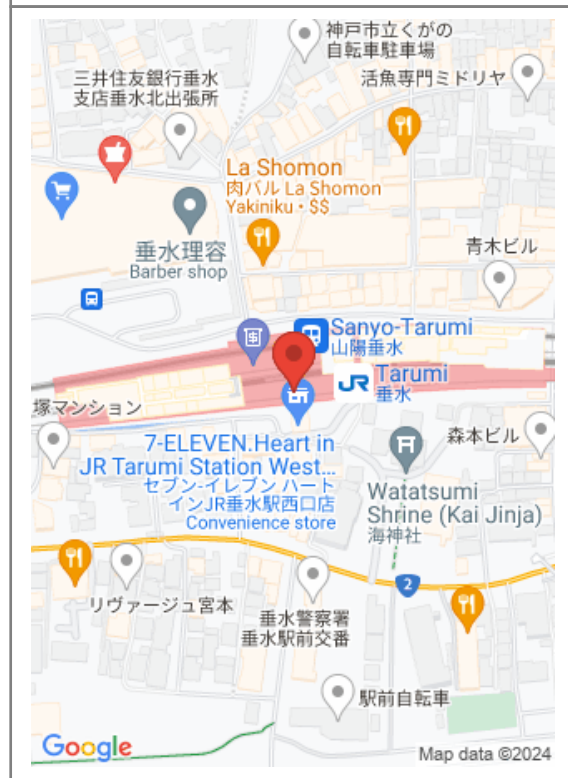 神戸市立くがの
自転車駐車場
三井住友銀行垂水
支店垂水北出張所
活魚専門ミドリヤ
La Shomon
肉バル La Shomon
Yakiniku・$$
垂水理容
Barber shop
青木ビル
Sanyo-Tarumi
山陽垂水
JR
Tarumi
垂水
塚マンション
7-ELEVEN.Heart in
JR Tarumi Station West...
セブン-イレブン ハート
インJR垂水駅西口店
Convenience store
森本ビル
Watatsumi
Shrine (Kai Jinja)
海神社
2
リヴァージュ宮本
垂水警察署
垂水駅前交番
駅前自転車
Google
Map data ©2024